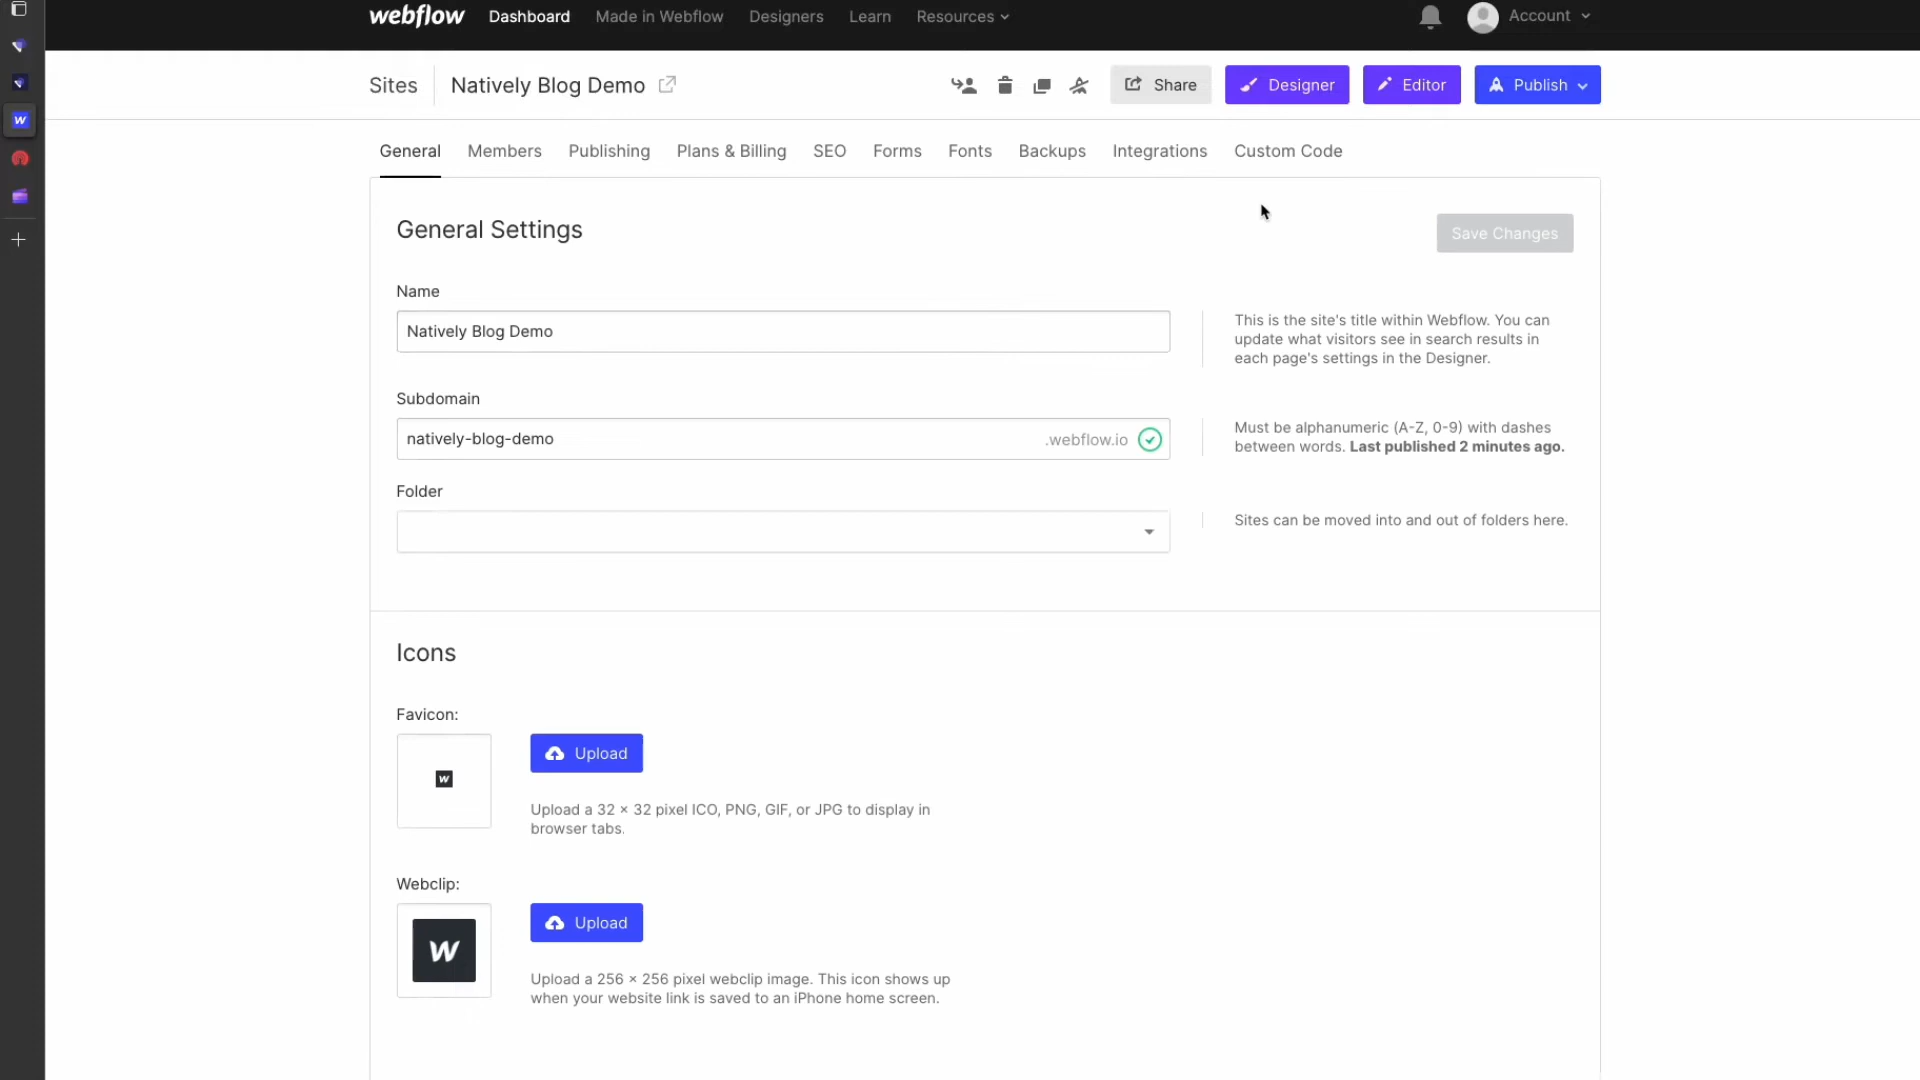 webflow Dashboard Made in Webflow Designers Learn Resources Account
Sites Natively Blog Demo Share Designer Editor Publish
General Members Publishing Plans & Billing SEO Forms Fonts Backups Integrations Custom Code
General Settings
Save Changes
Name
Natively Blog Demo
This is the site's title within Webflow. You can
update what visitors see in search results in
each page's settings in the Designer.
Subdomain
natively-blog-demo .webflow.io
Must be alphanumeric (A-Z, 0-9) with dashes
between words. Last published 2 minutes ago.
Folder
Sites can be moved into and out of folders here.
Icons
Favicon:
W
Upload
Upload a 32 × 32 pixel ICO, PNG, GIF, or JPG to display in
browser tabs.
Webclip:
W
Upload
Upload a 256 × 256 pixel webclip image. This icon shows up
when your website link is saved to an iPhone home screen.